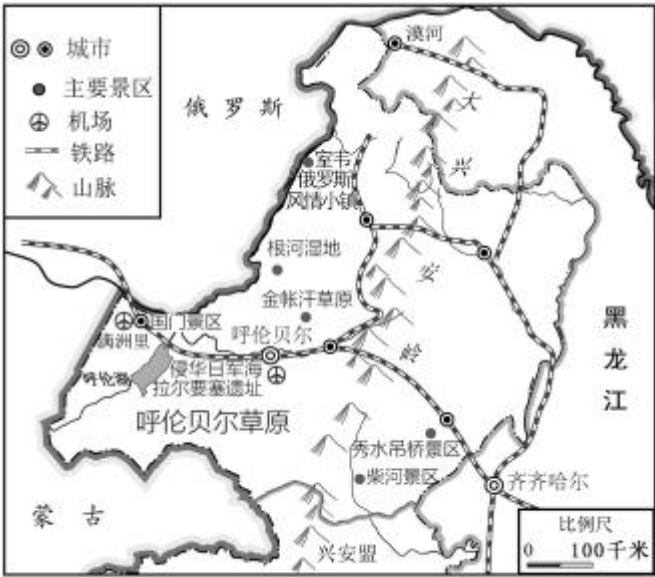 城市
主要景区
机场
铁路
山脉
俄罗斯
漠河
大
兴
安
岭
室韦
俄罗斯
风情小镇
根河湿地
金帐汗草原
国门景区
满洲里
呼伦贝尔
呼伦湖
侵华日军海
拉尔要塞遗址
呼伦贝尔草原
黑龙江
秀水吊桥景区
柴河景区
齐齐哈尔
蒙古
兴安盟
比例尺
0 100千米